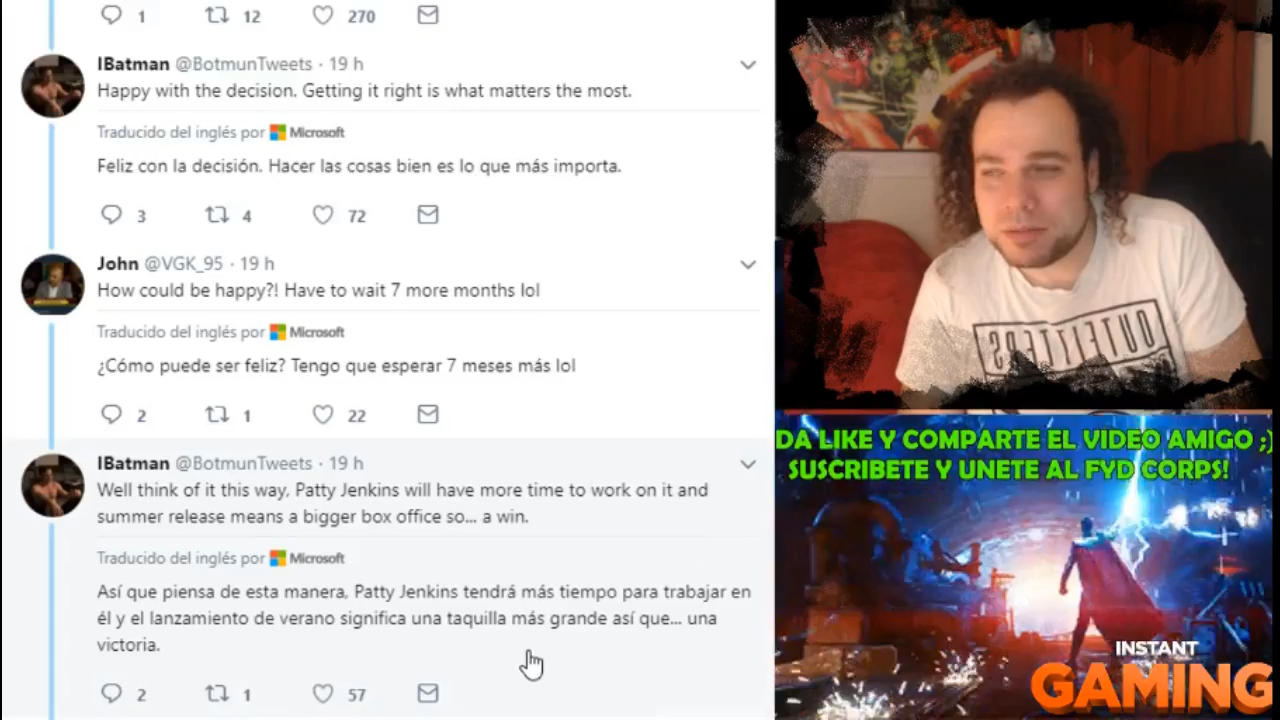 1 12 270
IBatman @BotmunTweets · 19 h
Happy with the decision. Getting it right is what matters the most.
Traducido del inglés por Microsoft
Feliz con la decisión. Hacer las cosas bien es lo que más importa.
3 4 72
John @VGK_95 · 19 h
How could be happy?! Have to wait 7 more months lol
Traducido del inglés por Microsoft
¿Cómo puede ser feliz? Tengo que esperar 7 meses más lol
2 1 22
IBatman @BotmunTweets · 19 h
Well think of it this way, Patty Jenkins will have more time to work on it and
summer release means a bigger box office so... a win.
Traducido del inglés por Microsoft
Así que piensa de esta manera, Patty Jenkins tendrá más tiempo para trabajar en
él y el lanzamiento de verano significa una taquilla más grande así que... una
victoria.
2 1 57
DA LIKE Y COMPARTE EL VIDEO AMIGO ;)
SUSCRIBETE Y UNETE AL FYD CORPS!
INSTANT
GAMING